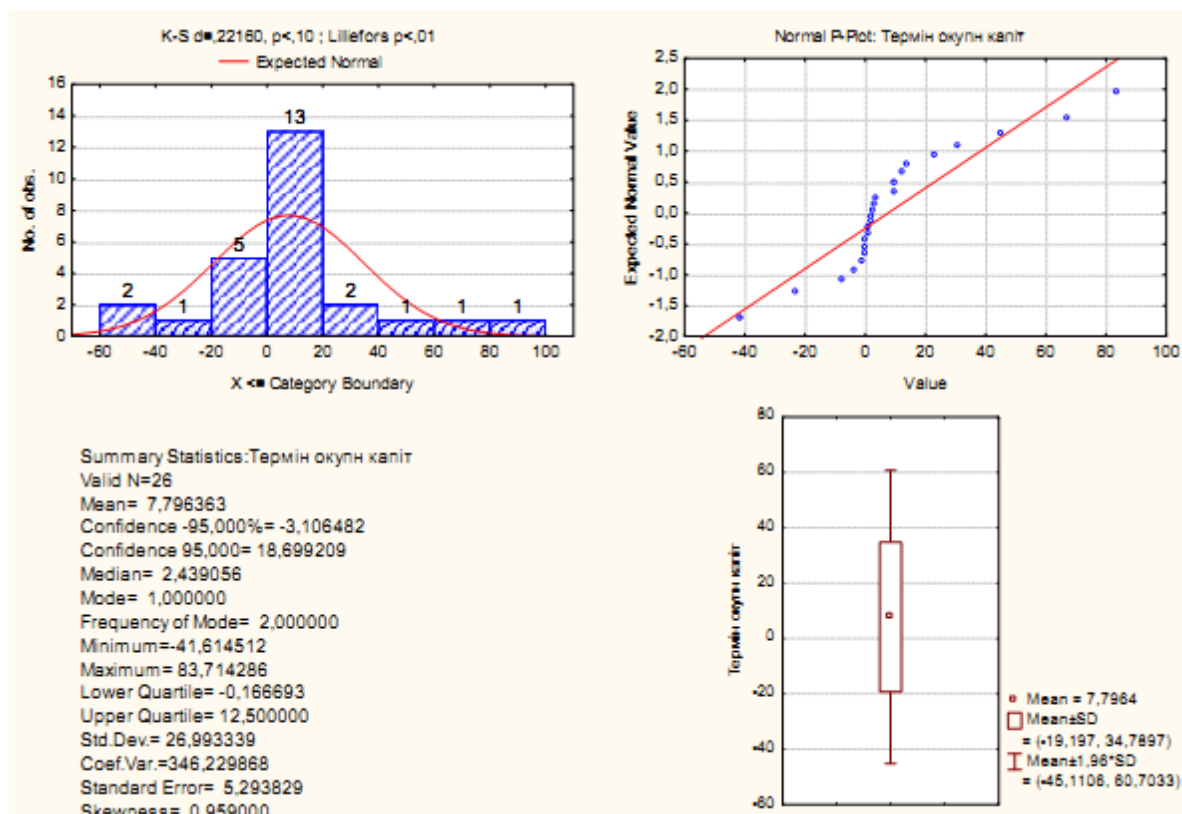 K-S d=,22160, p<,10 ; Lillefors p<,01
Expected Normal
16
14
12
10
8
6
4
2
0
No. of obs.
2
1
5
13
2
1
1
1
-60 -40 -20 0 20 40 60 80 100
X <= Category Boundary
Normal P-Plot: Термін окупн капіт
2,5
2,0
1,5
1,0
0,5
0,0
-0,5
-1,0
-1,5
-2,0
Expected Normal Value
-60 -40 -20 0 20 40 60 80 100
Value
Summary Statistics:Термін окупн капіт
Valid N=26
Mean= 7,796363
Confidence -95,000%= -3,106482
Confidence 95,000= 18,699209
Median= 2,439056
Mode= 1,000000
Frequency of Mode= 2,000000
Minimum=-41,614512
Maximum= 83,714286
Lower Quartile= -0,166693
Upper Quartile= 12,500000
Std.Dev.= 26,993339
Coef.Var.=346,229868
Standard Error= 5,293829
Skewness= 0,959000
80
60
40
20
0
-20
-40
-60
Термін окупн капіт
Mean = 7,7964
Mean±SD
= (-19,197, 34,7897)
Mean±1,96*SD
= (-45,1106, 60,7033)